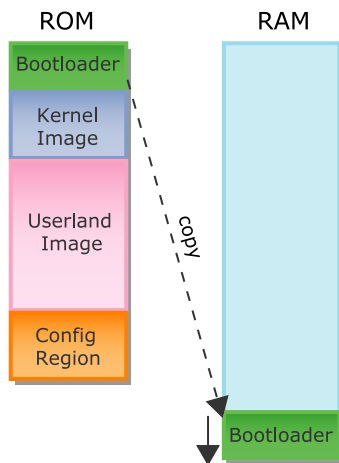 ROM
RAM
Bootloader
Kernel
Image
Userland
Image
copy
Config
Region
Bootloader